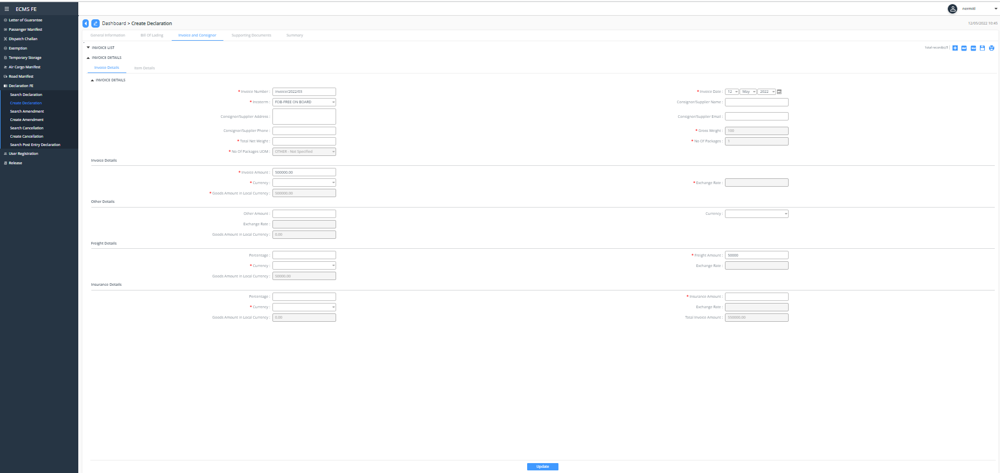 ECMS FE
nermitl
Letter of Guarantee
Passenger Manifest
Dispatch Challan
Exemption
Temporary Storage
Air Cargo Manifest
Road Manifest
Declaration FE
Search Declaration
Create Declaration
Search Amendment
Create Amendment
Search Cancellation
Create Cancellation
Search Post Entry Declaration
User Registration
Release
Dashboard > Create Declaration
12/05/2022 10:45
General Information Bill Of Lading Invoice and Consignor Supporting Documents Summary
INVOICE LIST Total record(s):1
INVOICE DETAILS
Invoice Details Item Details
INVOICE DETAILS
* Invoice Number : invoice/2022/03 * Invoice Date : 12 May 2022
* Incoterm : FOB-FREE ON BOARD Consignor/Supplier Name :
Consignor/Supplier Address : Consignor/Supplier Email :
Consignor/Supplier Phone : * Gross Weight : 100
* Total Net Weight : * No Of Packages : 1
* No Of Packages UOM : OTHER - Not Specified
Invoice Details
* Invoice Amount : 500000.00
* Currency : * Exchange Rate :
* Goods Amount in Local Currency : 500000.00
Other Details
Other Amount : Currency :
Exchange Rate :
Goods Amount in Local Currency : 0.00
Freight Details
Percentage : * Freight Amount : 50000
* Currency : Exchange Rate :
Goods Amount in Local Currency : 50000.00
Insurance Details
Percentage : * Insurance Amount :
* Currency : Exchange Rate :
Goods Amount in Local Currency : 0.00 Total Invoice Amount : 550000.00
Update